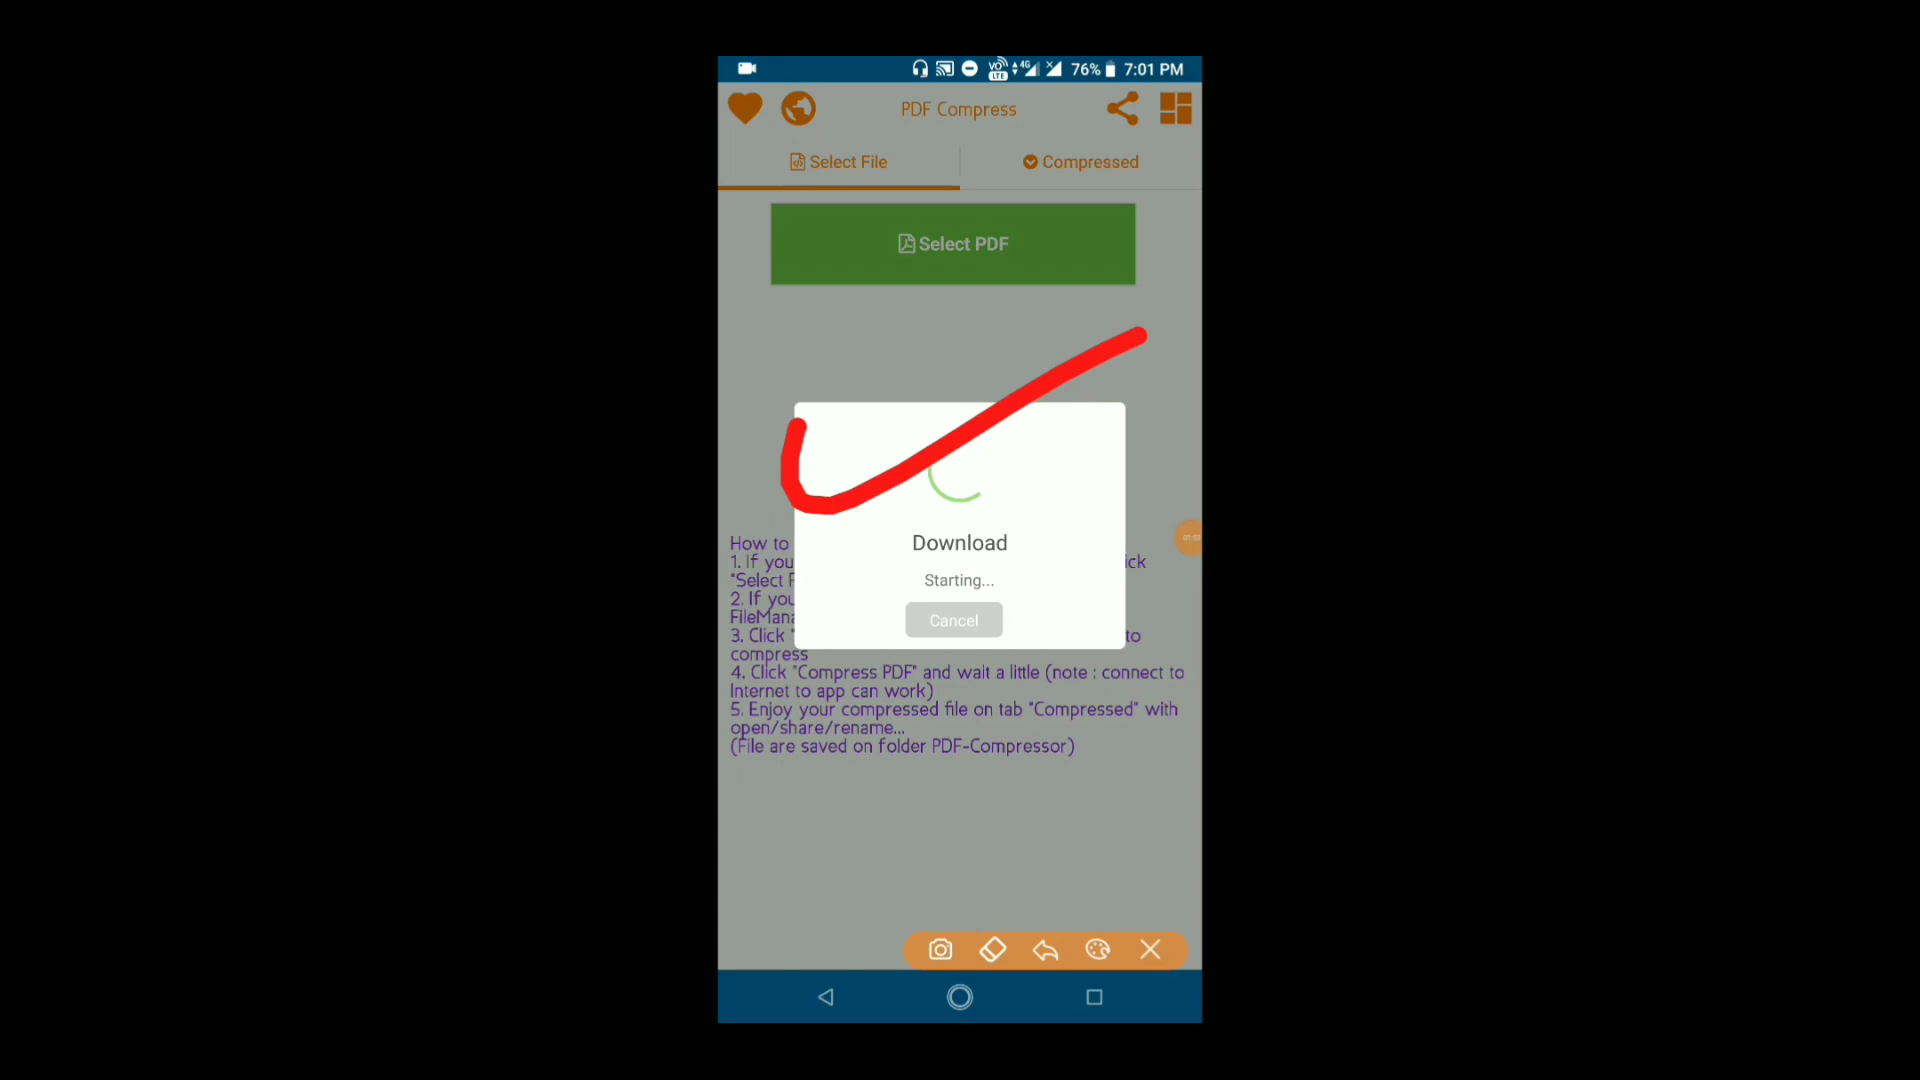 VO LTE 4G 76% 7:01 PM
PDF Compress
Select File
Compressed
Select PDF
Download
Starting...
Cancel
How to
1. If you ick
"Select
2. If you
FileMana
3. Click " to
compress
4. Click "Compress PDF" and wait a little (note : connect to
Internet to app can work)
5. Enjoy your compressed file on tab "Compressed" with
open/share/rename...
(File are saved on folder PDF-Compressor)